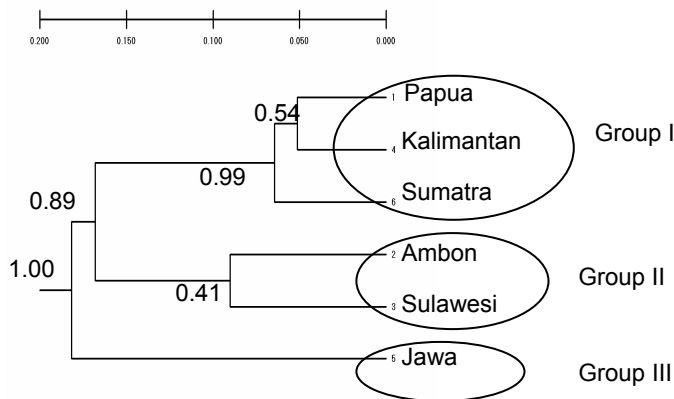 0.200 0.150 0.100 0.050 0.000
1 Papua
0.54
Group I
4 Kalimantan
0.99
6 Sumatra
0.89
2 Ambon
1.00
Group II
0.41
3 Sulawesi
5 Jawa
Group III